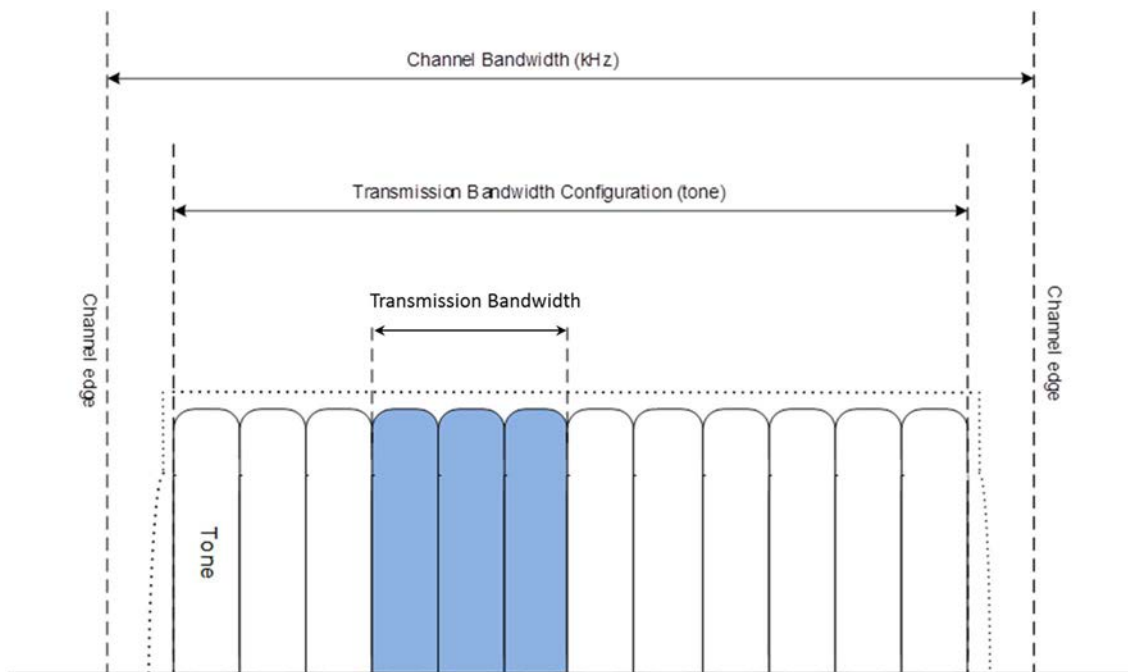 Channel Bandwidth (kHz)
Transmission Bandwidth Configuration (tone)
Transmission Bandwidth
Channel edge
Channel edge
Tone